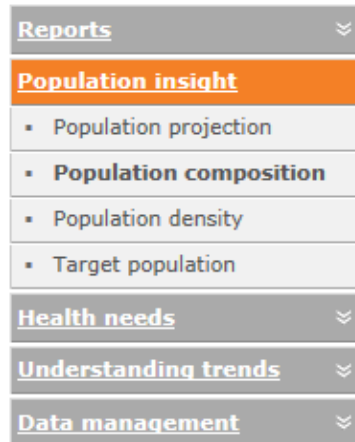 Reports
Population insight
▪ Population projection
▪ Population composition
▪ Population density
▪ Target population
Health needs
Understanding trends
Data management